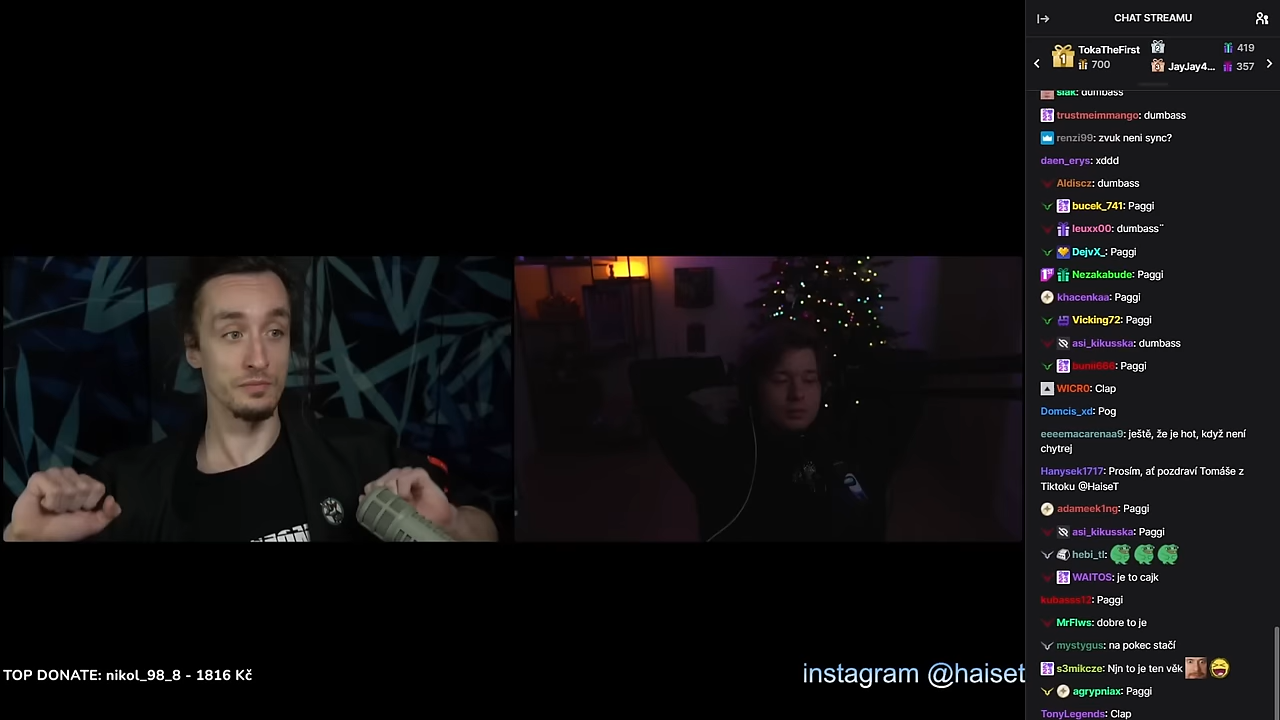 CHAT STREAMU
TokaTheFirst
700
419
JayJay4...
357
slak: dumbass
trustmeimmango: dumbass
renzi99: zvuk neni sync?
daen_erys: xddd
Aldiscz: dumbass
bucek_741: Paggi
leuxx00: dumbass¨
DejvX_: Paggi
Nezakabude: Paggi
khacenkaa: Paggi
Vicking72: Paggi
asi_kikusska: dumbass
bunii666: Paggi
WICR0: Clap
Domcis_xd: Pog
eeeemacarenaa9: ještě, že je hot, když není
chytrej
Hanysek1717: Prosím, ať pozdraví Tomáše z
Tiktoku @HaiseT
adameek1ng: Paggi
asi_kikusska: Paggi
hebi_tl:
WAITOS: je to cajk
kubasss12: Paggi
MrFlws: dobre to je
mystygus: na pokec stačí
s3mikcze: Njn to je ten věk
agrypniax: Paggi
TonyLegends: Clap
TOP DONATE: nikol_98_8 - 1816 Kč
instagram @haiset